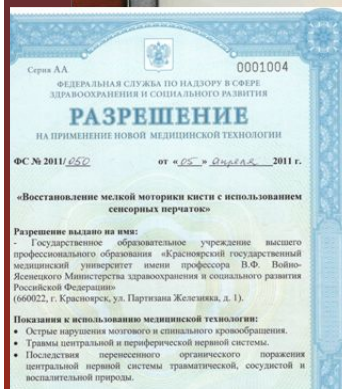 Серия АА
0001004
ФЕДЕРАЛЬНАЯ СЛУЖБА ПО НАДЗОРУ В СФЕРЕ
ЗДРАВООХРАНЕНИЯ И СОЦИАЛЬНОГО РАЗВИТИЯ
РАЗРЕШЕНИЕ
НА ПРИМЕНЕНИЕ НОВОЙ МЕДИЦИНСКОЙ ТЕХНОЛОГИИ
ФС № 2011/ 050 от « 05 » апреля 2011 г.
«Восстановление мелкой моторики кисти с использованием
сенсорных перчаток»
Разрешение выдано на имя:
- Государственное образовательное учреждение высшего
профессионального образования «Красноярский государственный
медицинский университет имени профессора В.Ф. Войно-
Ясенецкого Министерства здравоохранения и социального развития
Российской Федерации»
(660022, г. Красноярск, ул. Партизана Железняка, д. 1).
Показания к использованию медицинской технологии:
• Острые нарушения мозгового и спинального кровообращения.
• Травмы центральной и периферической нервной системы.
• Последствия перенесенного органического поражения
центральной нервной системы травматической, сосудистой и
воспалительной природы.